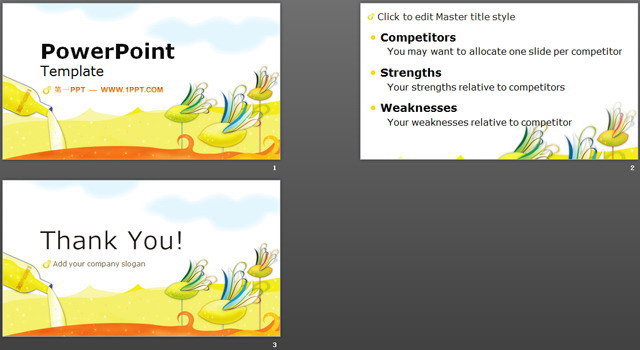 PowerPoint
Template
第一PPT — WWW.1PPT.COM
1
Click to edit Master title style
Competitors
You may want to allocate one slide per competitor
Strengths
Your strengths relative to competitors
Weaknesses
Your weaknesses relative to competitor
2
Thank You!
Add your company slogan
3